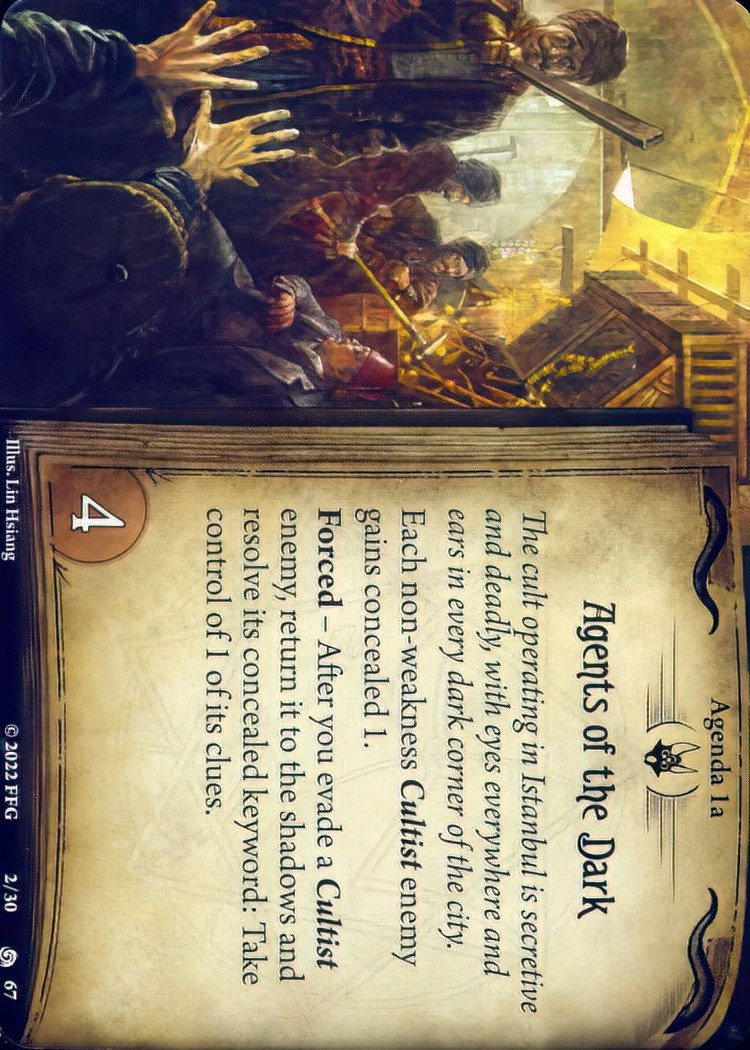 Agenda 1a
Agents of the Dark
The cult operating in Istanbul is secretive
and deadly, with eyes everywhere and
ears in every dark corner of the city.
Each non-weakness Cultist enemy
gains concealed 1.
Forced – After you evade a Cultist
enemy, return it to the shadows and
resolve its concealed keyword: Take
control of 1 of its clues.
4
Illus. Lin Hsiang © 2022 FFG 2/30 67